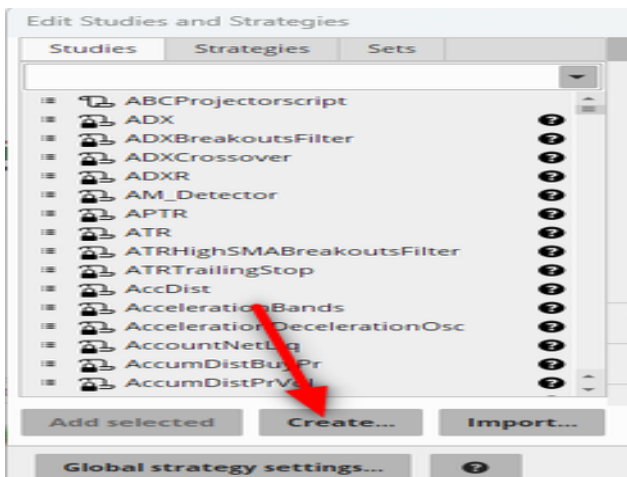 Edit Studies and Strategies
Studies Strategies Sets
ABCProjectorscript
ADX
ADXBreakoutsFilter
ADXCrossover
ADXR
AM_Detector
APTR
ATR
ATRHighSMABreakoutsFilter
ATRTrailingStop
AccDist
AccelerationBands
AccelerationDecelerationOsc
AccountNetLiq
AccumDistBuyPr
AccumDistPrVol
Add selected Create... Import...
Global strategy settings... ?